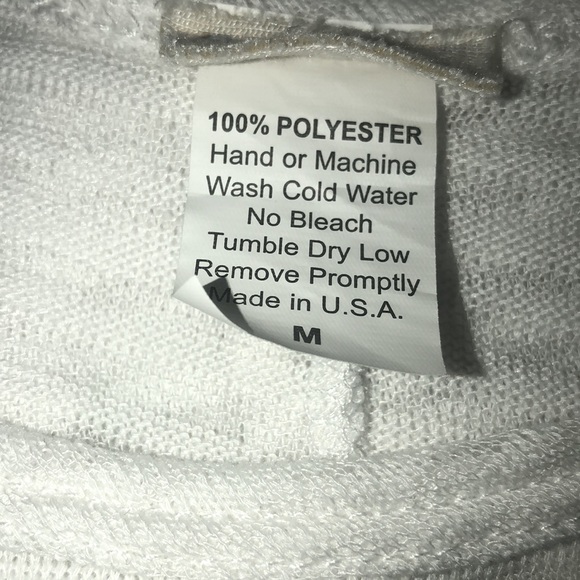 100% POLYESTER
Hand or Machine
Wash Cold Water
No Bleach
Tumble Dry Low
Remove Promptly
Made in U.S.A.
M